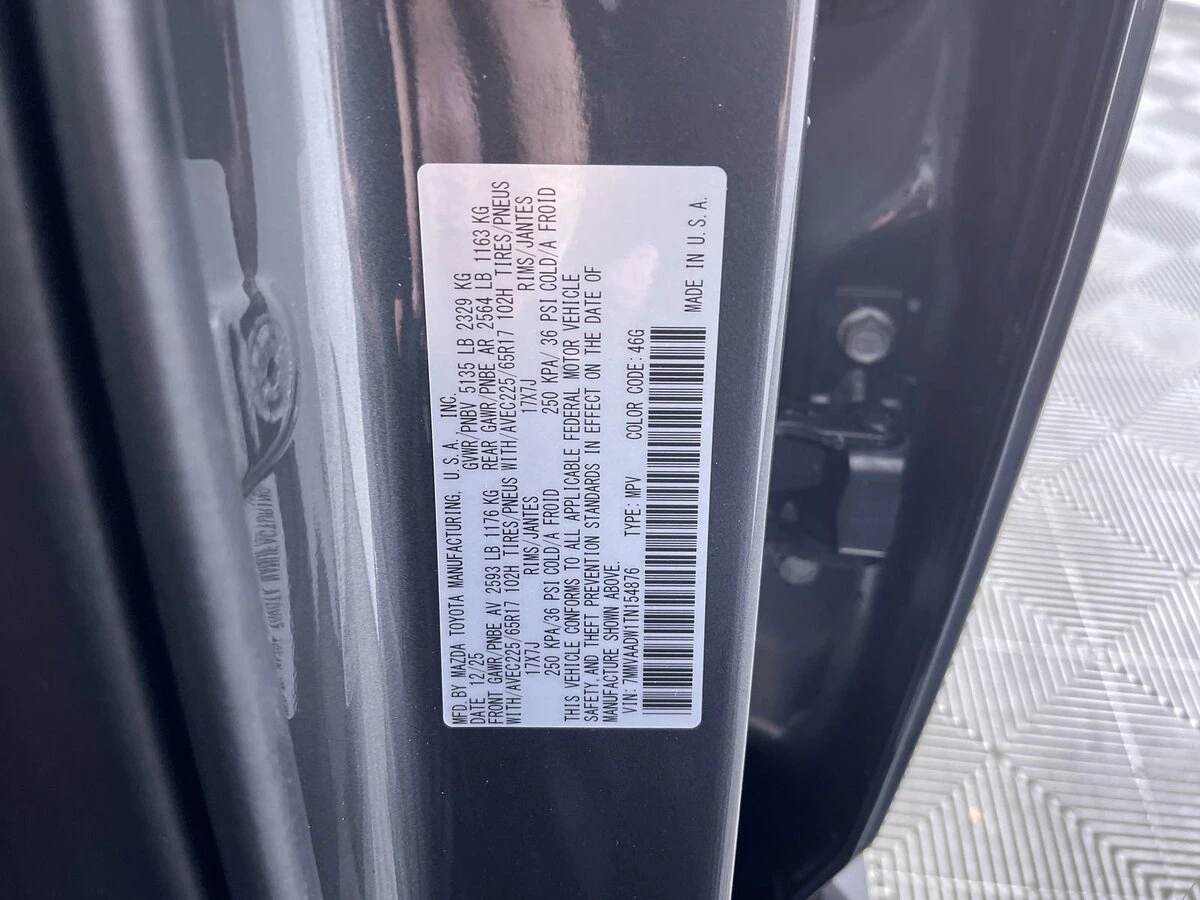 MFD. BY MAZDA TOYOTA MANUFACTURING, U.S.A. INC.
DATE 12/25 GVWR/PNBV 5135 LB 2329 KG
FRONT GAWR/PNBE AV 2593 LB 1176 KG REAR GAWR/PNBE AR 2564 LB 1163 KG
WITH/AVEC225/65R17 102H TIRES/PNEUS WITH/AVEC225/65R17 102H TIRES/PNEUS
17X7J RIMS/JANTES 17X7J RIMS/JANTES
250 KPA/36 PSI COLD/A FROID 250 KPA/ 36 PSI COLD/A FROID
THIS VEHICLE CONFORMS TO ALL APPLICABLE FEDERAL MOTOR VEHICLE
SAFETY AND THEFT PREVENTION STANDARDS IN EFFECT ON THE DATE OF
MANUFACTURE SHOWN ABOVE.
VIN: 7MMVAADW1TN154876 TYPE: MPV COLOR CODE: 46G
MADE IN U.S.A.